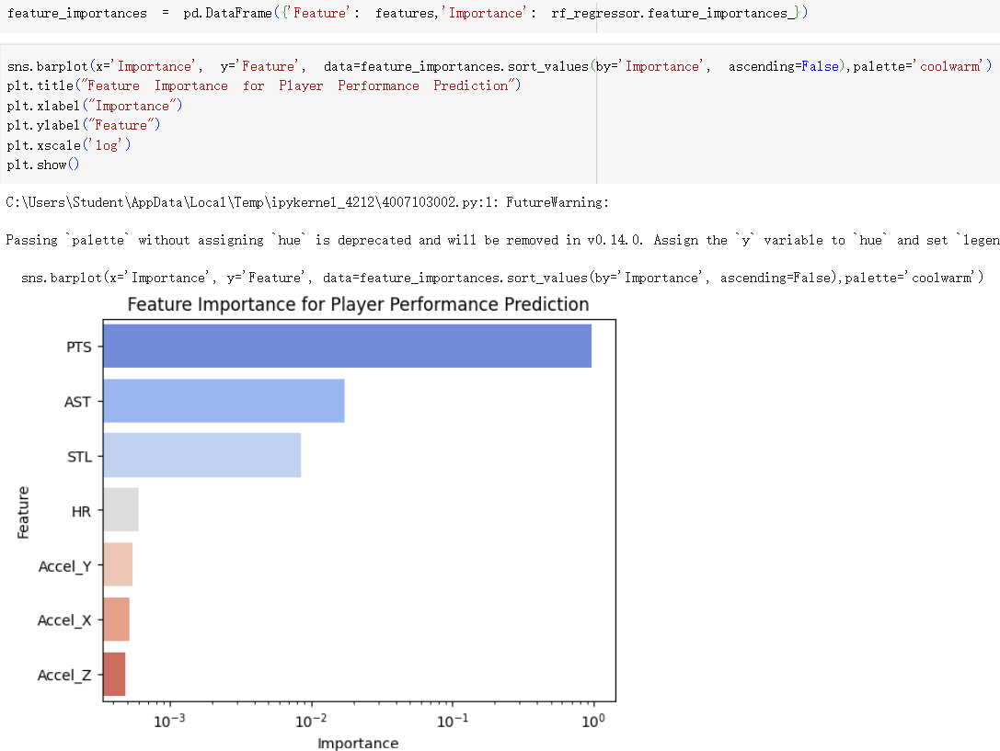 feature_importances = pd.DataFrame({'Feature': features,'Importance': rf_regressor.feature_importances_})
sns.barplot(x='Importance', y='Feature', data=feature_importances.sort_values(by='Importance', ascending=False),palette='coolwarm')
plt.title("Feature Importance for Player Performance Prediction")
plt.xlabel("Importance")
plt.ylabel("Feature")
plt.xscale('log')
plt.show()
C:\Users\Student\AppData\Local\Temp\ipykernel_4212\4007103002.py:1: FutureWarning:
Passing `palette` without assigning `hue` is deprecated and will be removed in v0.14.0. Assign the `y` variable to `hue` and set `legen
sns.barplot(x='Importance', y='Feature', data=feature_importances.sort_values(by='Importance', ascending=False),palette='coolwarm')
Feature Importance for Player Performance Prediction
PTS
AST
STL
HR
Accel_Y
Accel_X
Accel_Z
Feature
10⁻³ 10⁻² 10⁻¹ 10⁰
Importance